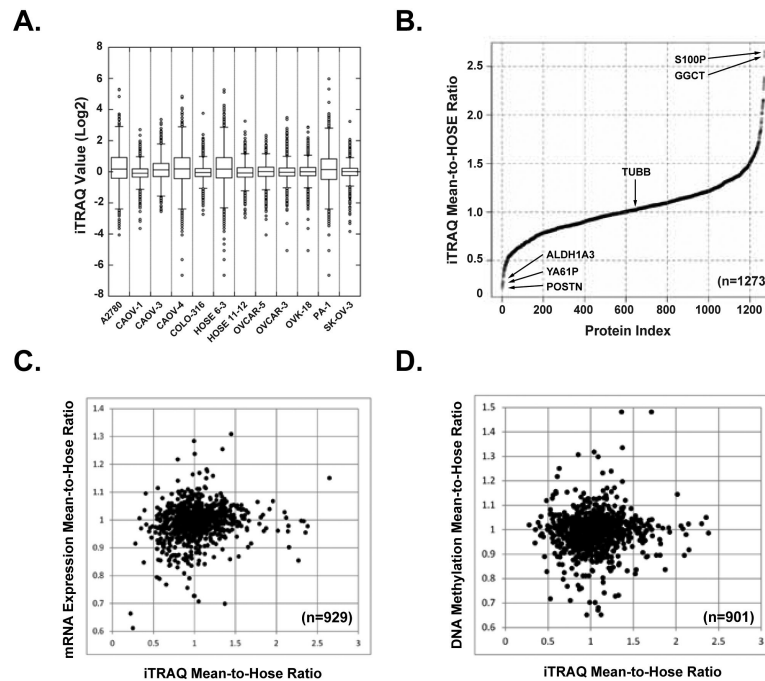 A.
8
6
4
2
0
-2
-4
-6
-8
iTRAQ Value (Log2)
A2780
CAOV-1
CAOV-3
CAOV-4
COLO-316
HOSE 6-3
HOSE 11-12
OVCAR-5
OVCAR-3
OVK-18
PA-1
SK-OV-3
B.
iTRAQ Mean-to-HOSE Ratio
2.5
2.0
1.5
1.0
0.5
0
S100P
GGCT
TUBB
ALDH1A3
YA61P
POSTN
(n=1273
0 200 400 600 800 1000 1200
Protein Index
C.
mRNA Expression Mean-to-Hose Ratio
1.4
1.3
1.2
1.1
1
0.9
0.8
0.7
0.6
(n=929)
0 0.5 1 1.5 2 2.5 3
iTRAQ Mean-to-Hose Ratio
D.
DNA Methylation Mean-to-Hose Ratio
1.5
1.4
1.3
1.2
1.1
1
0.9
0.8
0.7
0.6
(n=901)
0 0.5 1 1.5 2 2.5 3
iTRAQ Mean-to-Hose Ratio